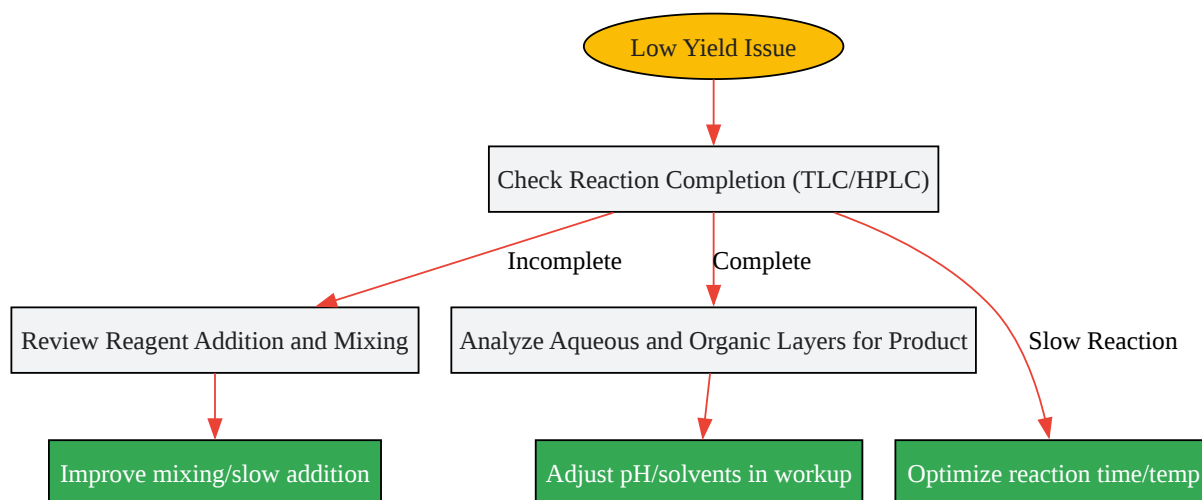 Low Yield Issue
Check Reaction Completion (TLC/HPLC)
Incomplete
Complete
Slow Reaction
Review Reagent Addition and Mixing
Analyze Aqueous and Organic Layers for Product
Improve mixing/slow addition
Adjust pH/solvents in workup
Optimize reaction time/temp